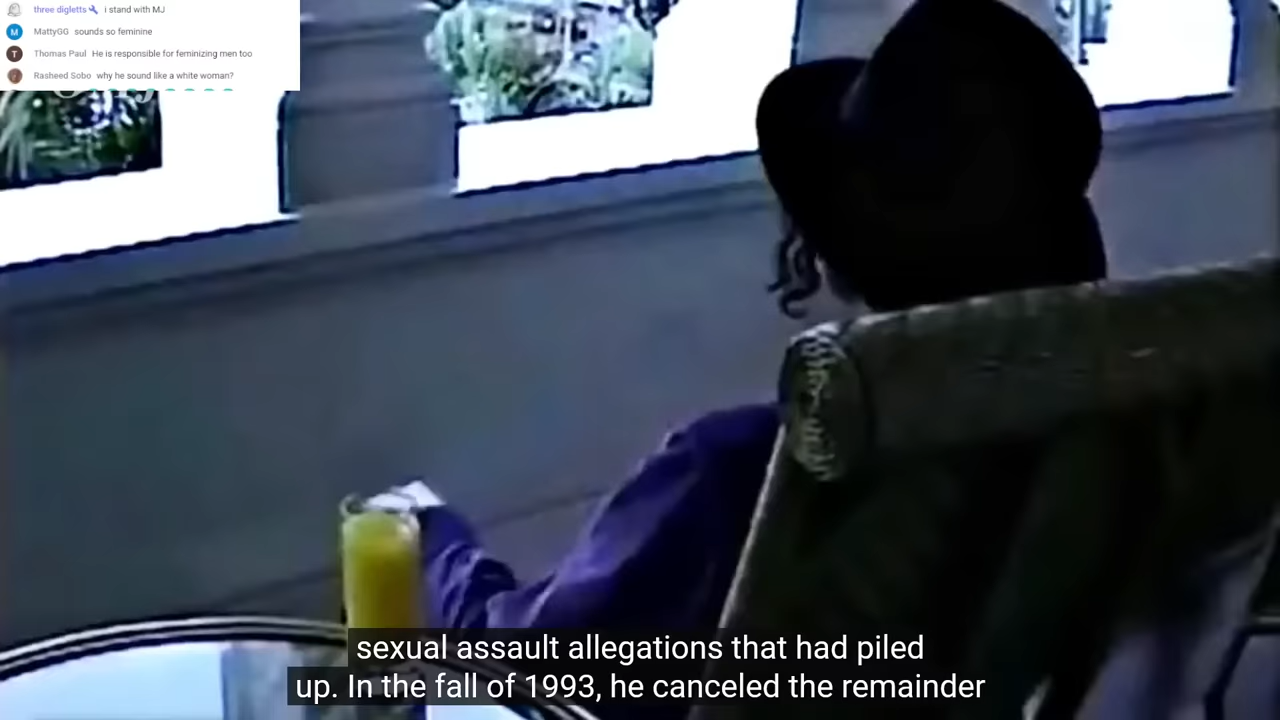 three digletts i stand with MJ
M MattyGG sounds so feminine
T Thomas Paul He is responsible for feminizing men too
Rasheed Sobo why he sound like a white woman?
sexual assault allegations that had piled
up. In the fall of 1993, he canceled the remainder